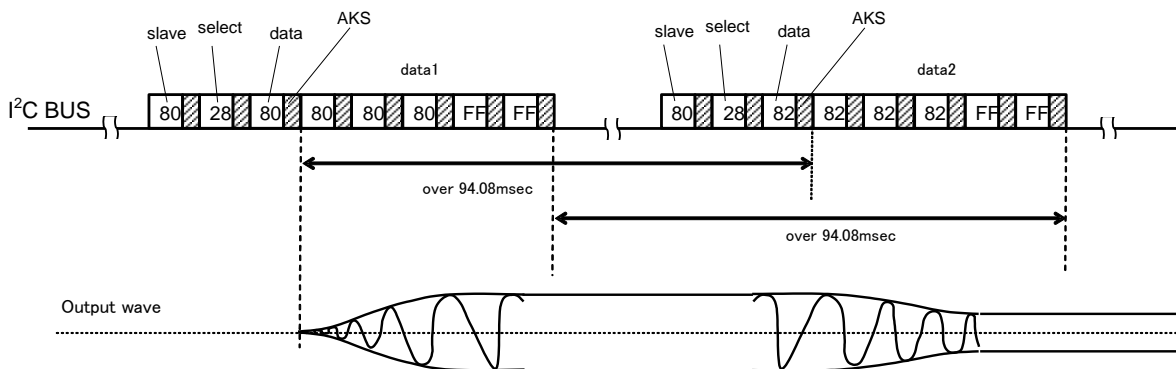 slave select data AKS data1 slave select data AKS data2
I²C BUS 80 28 80 80 80 80 FF FF 80 28 82 82 82 82 FF FF
over 94.08msec
over 94.08msec
Output wave